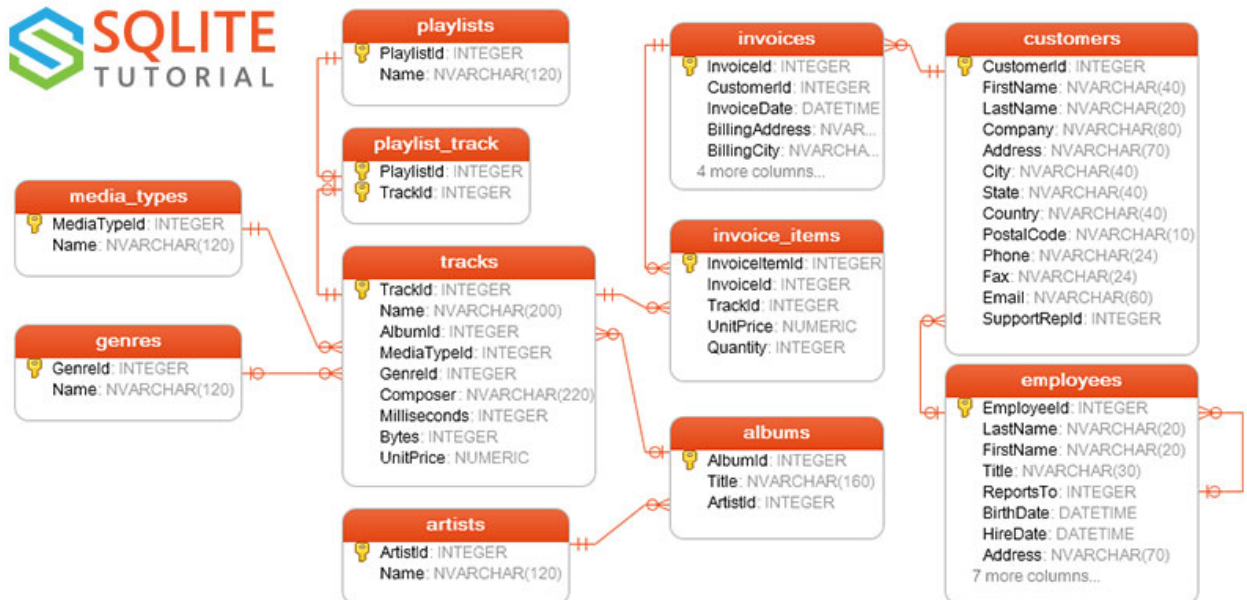 SQLITE
TUTORIAL
playlists
PlaylistId: INTEGER
Name: NVARCHAR(120)
playlist_track
PlaylistId: INTEGER
TrackId: INTEGER
media_types
MediaTypeId: INTEGER
Name: NVARCHAR(120)
genres
GenreId: INTEGER
Name: NVARCHAR(120)
tracks
TrackId: INTEGER
Name: NVARCHAR(200)
AlbumId: INTEGER
MediaTypeId: INTEGER
GenreId: INTEGER
Composer: NVARCHAR(220)
Milliseconds: INTEGER
Bytes: INTEGER
UnitPrice: NUMERIC
artists
ArtistId: INTEGER
Name: NVARCHAR(120)
invoices
InvoiceId: INTEGER
CustomerId: INTEGER
InvoiceDate: DATETIME
BillingAddress: NVAR...
BillingCity: NVARCHA...
4 more columns...
invoice_items
InvoiceItemId: INTEGER
InvoiceId: INTEGER
TrackId: INTEGER
UnitPrice: NUMERIC
Quantity: INTEGER
albums
AlbumId: INTEGER
Title: NVARCHAR(160)
ArtistId: INTEGER
customers
CustomerId: INTEGER
FirstName: NVARCHAR(40)
LastName: NVARCHAR(20)
Company: NVARCHAR(80)
Address: NVARCHAR(70)
City: NVARCHAR(40)
State: NVARCHAR(40)
Country: NVARCHAR(40)
PostalCode: NVARCHAR(10)
Phone: NVARCHAR(24)
Fax: NVARCHAR(24)
Email: NVARCHAR(60)
SupportRepId: INTEGER
employees
EmployeeId: INTEGER
LastName: NVARCHAR(20)
FirstName: NVARCHAR(20)
Title: NVARCHAR(30)
ReportsTo: INTEGER
BirthDate: DATETIME
HireDate: DATETIME
Address: NVARCHAR(70)
7 more columns...